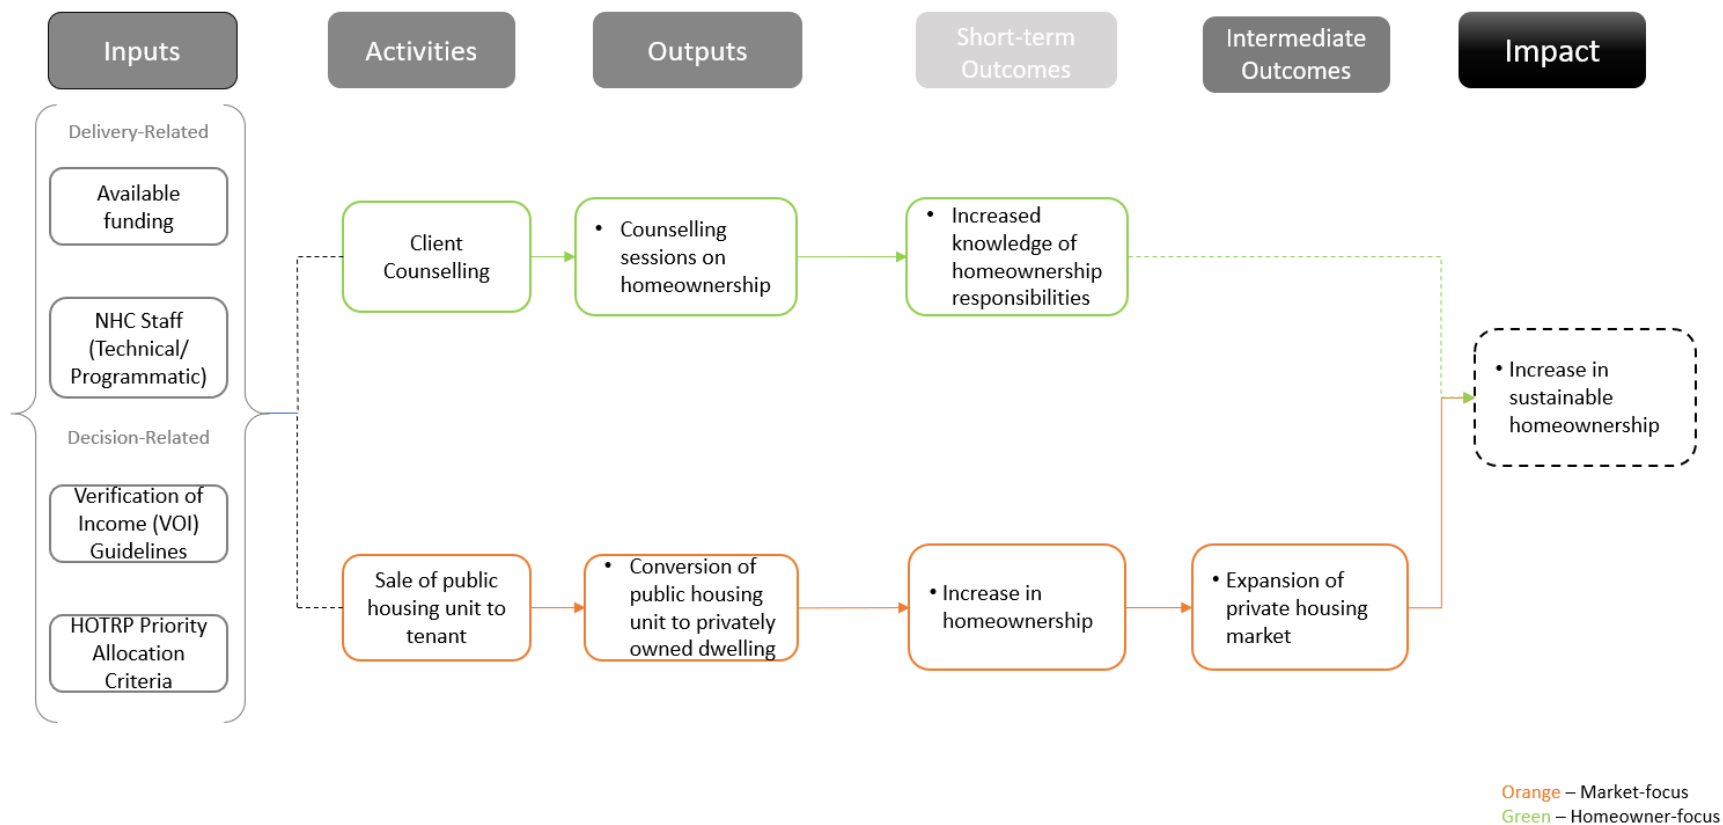 Inputs
Activities
Outputs
Short-term
Outcomes
Intermediate
Outcomes
Impact
Delivery-Related
Available
funding
NHC Staff
(Technical/
Programmatic)
Decision-Related
Verification of
Income (VOI)
Guidelines
HOTRP Priority
Allocation
Criteria
Client
Counselling
• Counselling
sessions on
homeownership
• Increased
knowledge of
homeownership
responsibilities
Sale of public
housing unit to
tenant
• Conversion of
public housing
unit to privately
owned dwelling
• Increase in
homeownership
• Expansion of
private housing
market
• Increase in
sustainable
homeownership
Orange – Market-focus
Green – Homeowner-focus